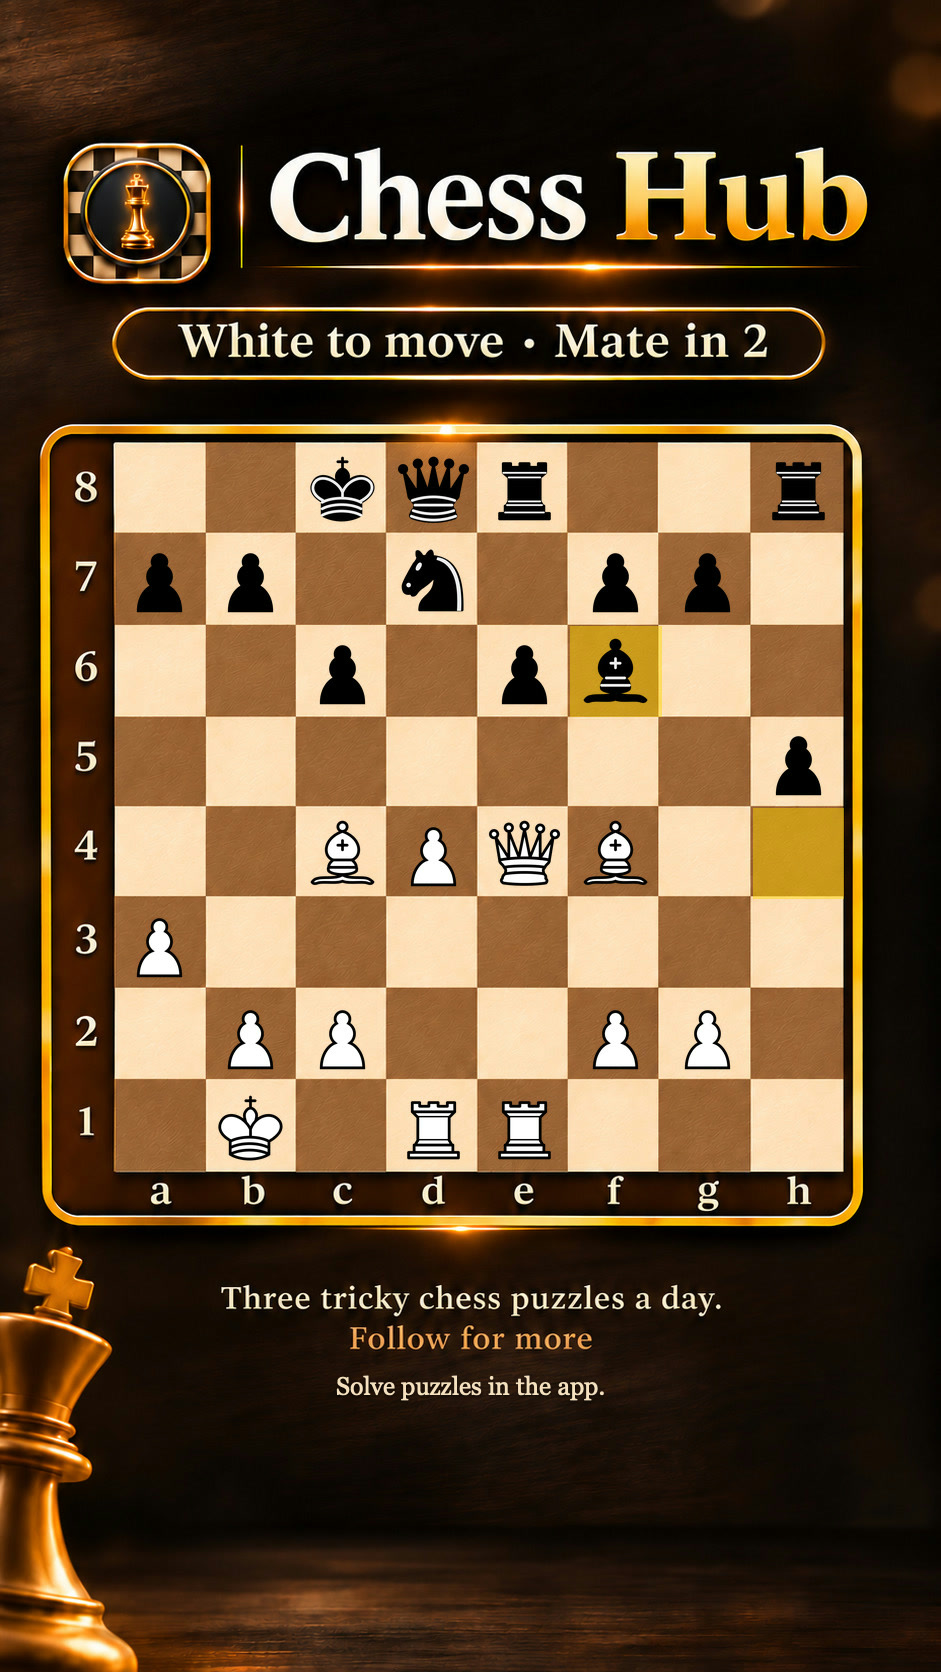 Chess Hub
White to move • Mate in 2
8
7
6
5
4
3
2
1
a b c d e f g h
Three tricky chess puzzles a day.
Follow for more
Solve puzzles in the app.